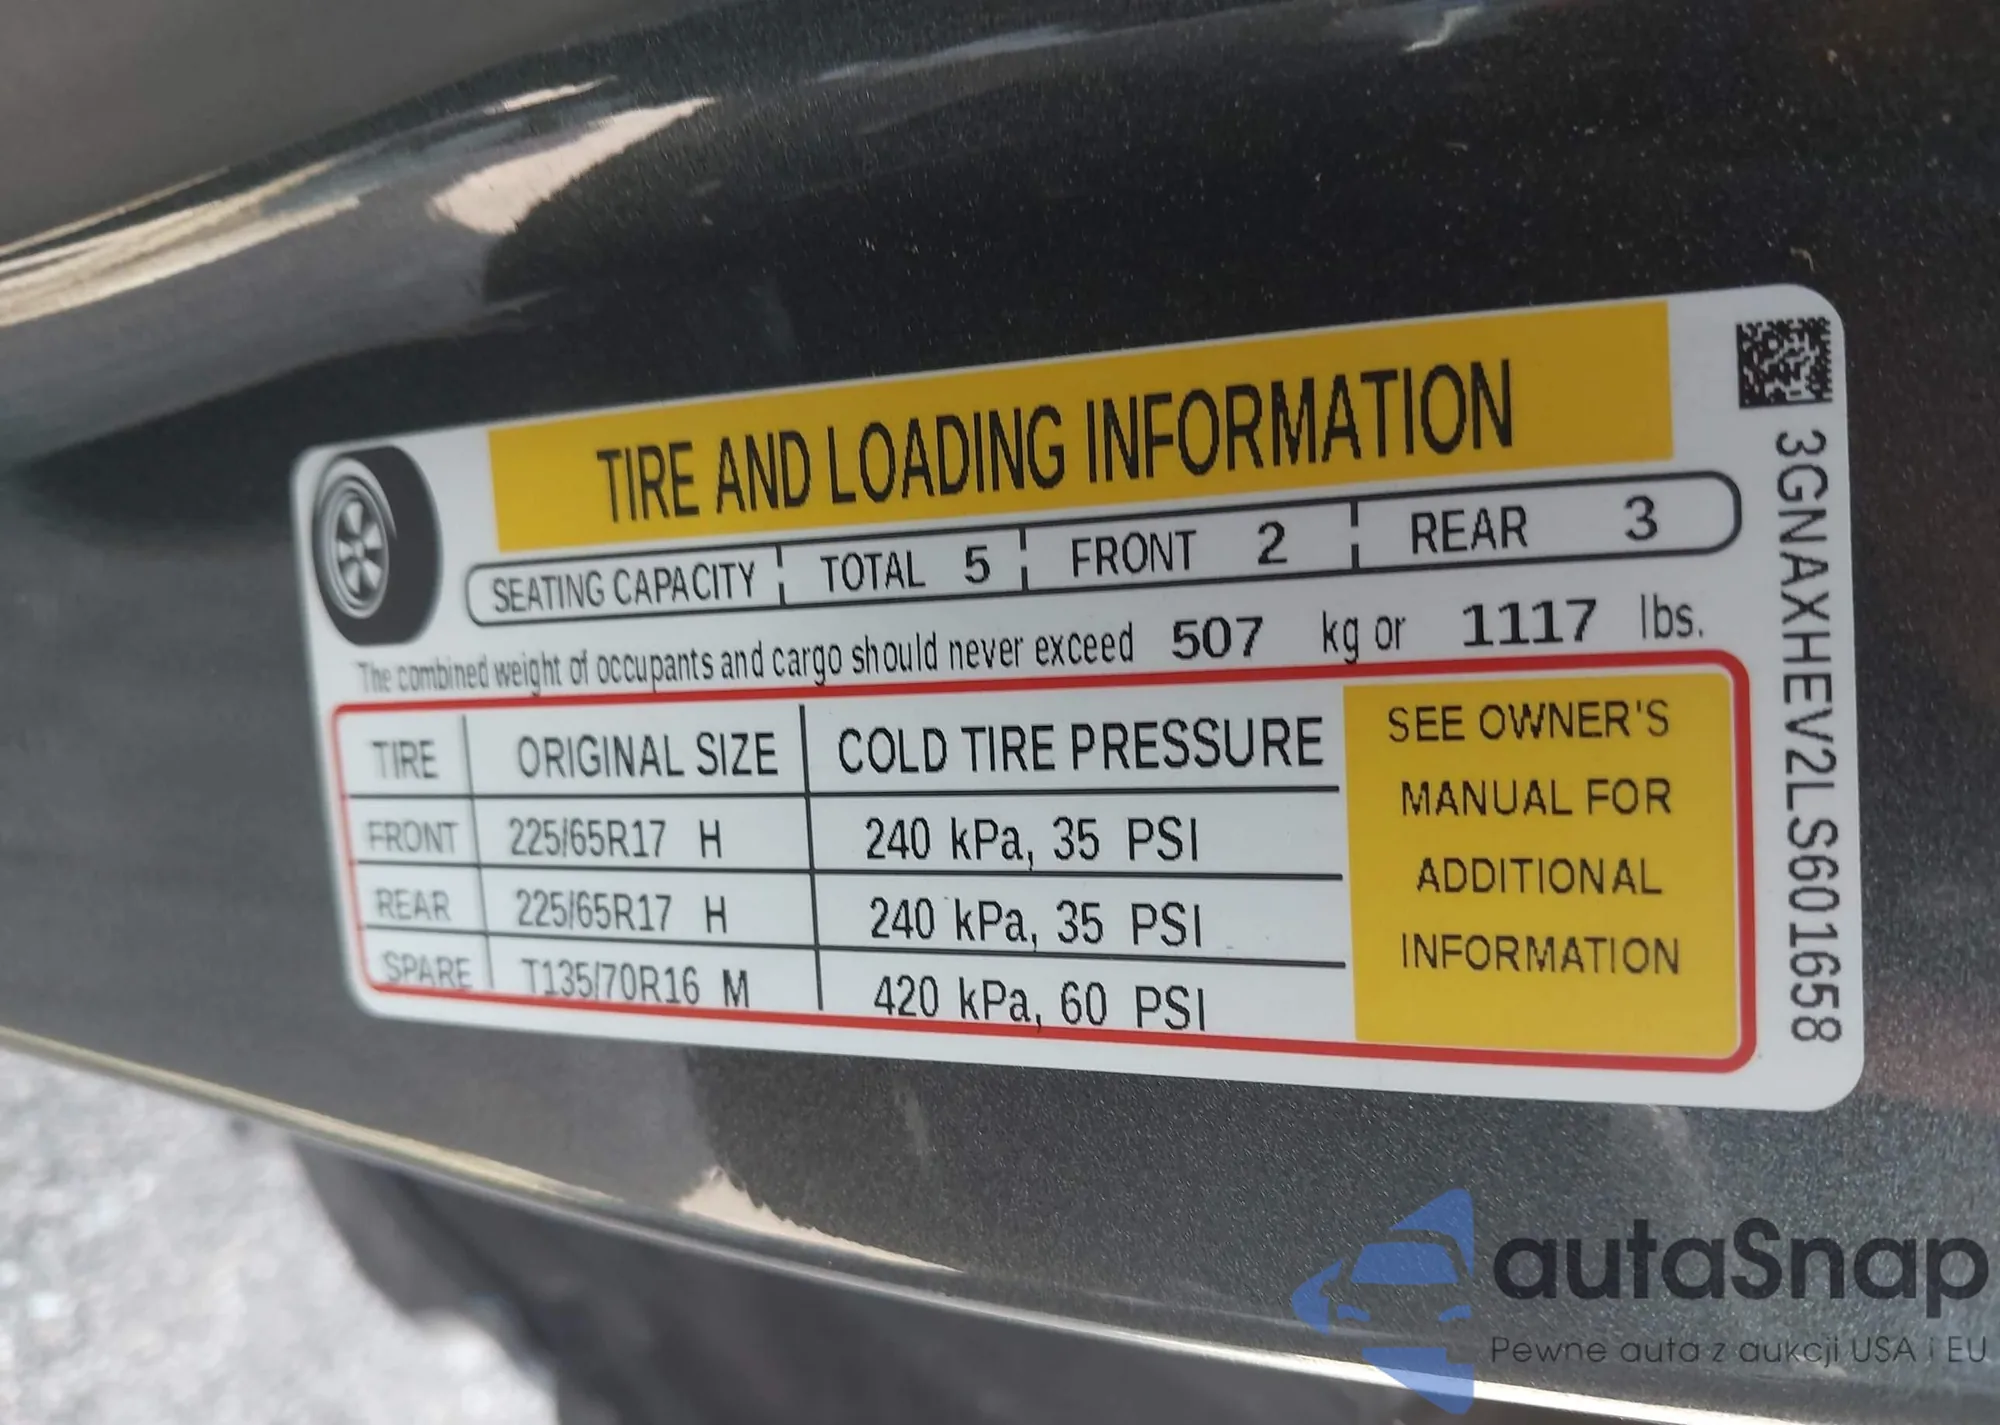 TIRE AND LOADING INFORMATION
SEATING CAPACITY TOTAL 5 FRONT 2 REAR 3
The combined weight of occupants and cargo should never exceed 507 kg or 1117 lbs.
TIRE ORIGINAL SIZE COLD TIRE PRESSURE
FRONT 225/65R17 H 240 kPa, 35 PSI
REAR 225/65R17 H 240 kPa, 35 PSI
SPARE T135/70R16 M 420 kPa, 60 PSI
SEE OWNER'S
MANUAL FOR
ADDITIONAL
INFORMATION
3GNAXHEV2LS601658
autaSnap
Pewne auta z aukcji USA i EU